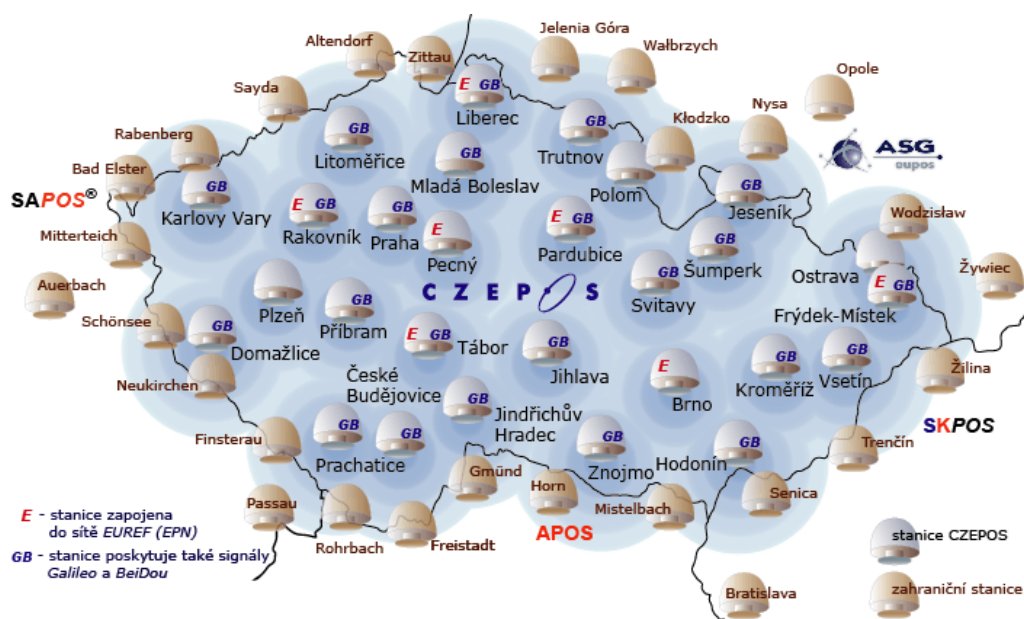 Altendorf
Zittau
Jelenia Góra
Wałbrzych
Opole
Sayda
E GB
Liberec
Nysa
Kłodzko
GB
Litoměřice
GB
Trutnov
Rabenberg
GB
Mladá Boleslav
Polom
ASG
eupos
Bad Elster
GB
Karlovy Vary
GB
Jeseník
SAPOS®
E GB
Rakovník
GB
Praha
E
Pecný
E GB
Pardubice
Wodzisław
Mitterteich
GB
Šumperk
Ostrava
Żywiec
Auerbach
Plzeň
CZEPOS
GB
Svitavy
E GB
Frýdek-Místek
Schönsee
GB
Příbram
GB
Domažlice
E GB
Tábor
GB
Jihlava
E
Brno
GB
Kroměříž
GB
Vsetín
Žilina
Neukirchen
České
Budějovice
GB
Jindřichův
Hradec
SKPOS
Finsterau
GB
Prachatice
GB
GB
Znojmo
GB
Hodonín
Trenčín
Gmünd
Passau
Horn
Mistelbach
Senica
E - stanice zapojena
do sítě EUREF (EPN)
GB - stanice poskytuje také signály
Galileo a BeiDou
Rohrbach
Freistadt
APOS
stanice CZEPOS
Bratislava
zahraniční stanice